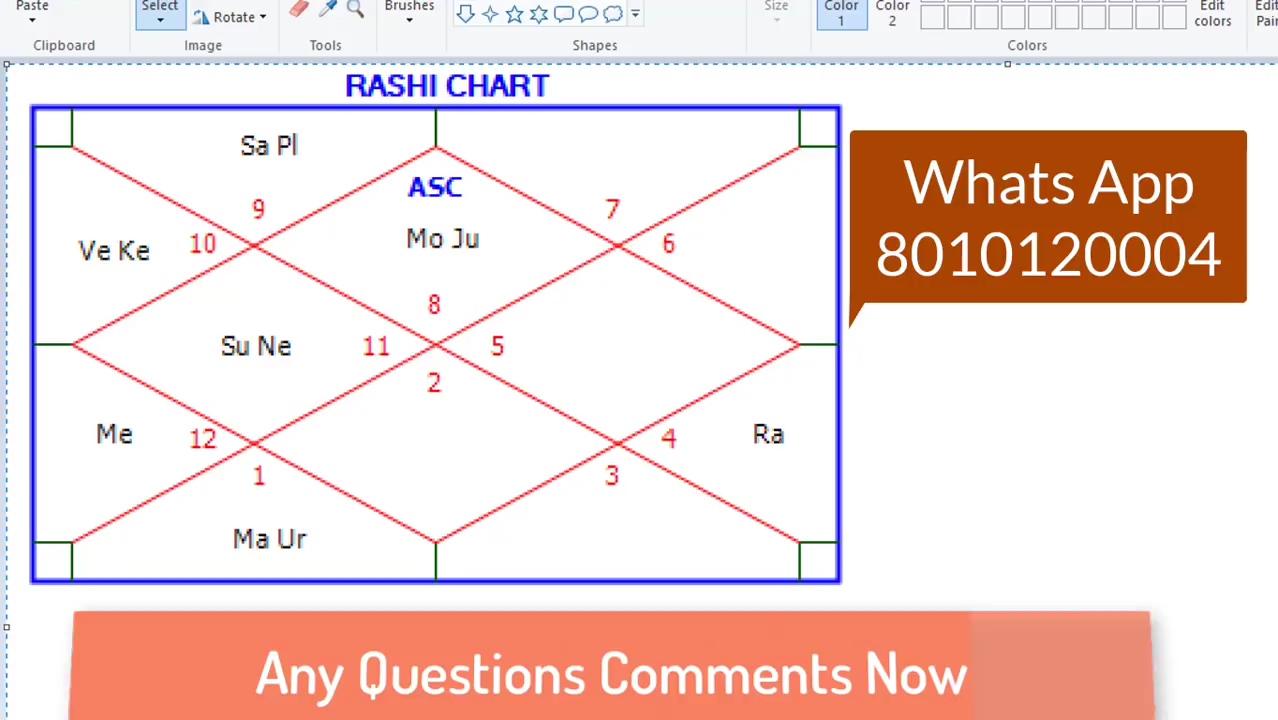 Paste
Select
Rotate
Brushes
Size
Color
1
Color
2
Edit
colors
Clipboard
Image
Tools
Shapes
Colors
RASHI CHART
Sa Pl
ASC
9
7
Ve Ke
10
Mo Ju
6
8
Su Ne
11
5
2
Me
12
4
Ra
1
3
Ma Ur
Whats App
8010120004
Any Questions Comments Now